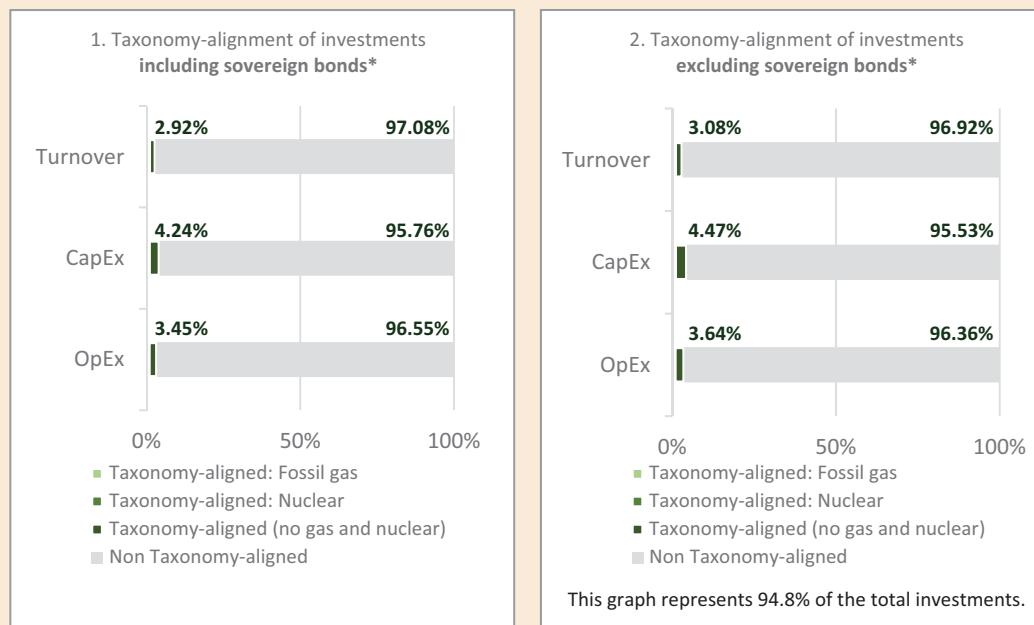 1. Taxonomy-alignment of investments
including sovereign bonds*
2.92% 97.08%
Turnover
4.24% 95.76%
CapEx
3.45% 96.55%
OpEx
0% 50% 100%
Taxonomy-aligned: Fossil gas
Taxonomy-aligned: Nuclear
Taxonomy-aligned (no gas and nuclear)
Non Taxonomy-aligned
2. Taxonomy-alignment of investments
excluding sovereign bonds*
3.08% 96.92%
Turnover
4.47% 95.53%
CapEx
3.64% 96.36%
OpEx
0% 50% 100%
Taxonomy-aligned: Fossil gas
Taxonomy-aligned: Nuclear
Taxonomy-aligned (no gas and nuclear)
Non Taxonomy-aligned
This graph represents 94.8% of the total investments.